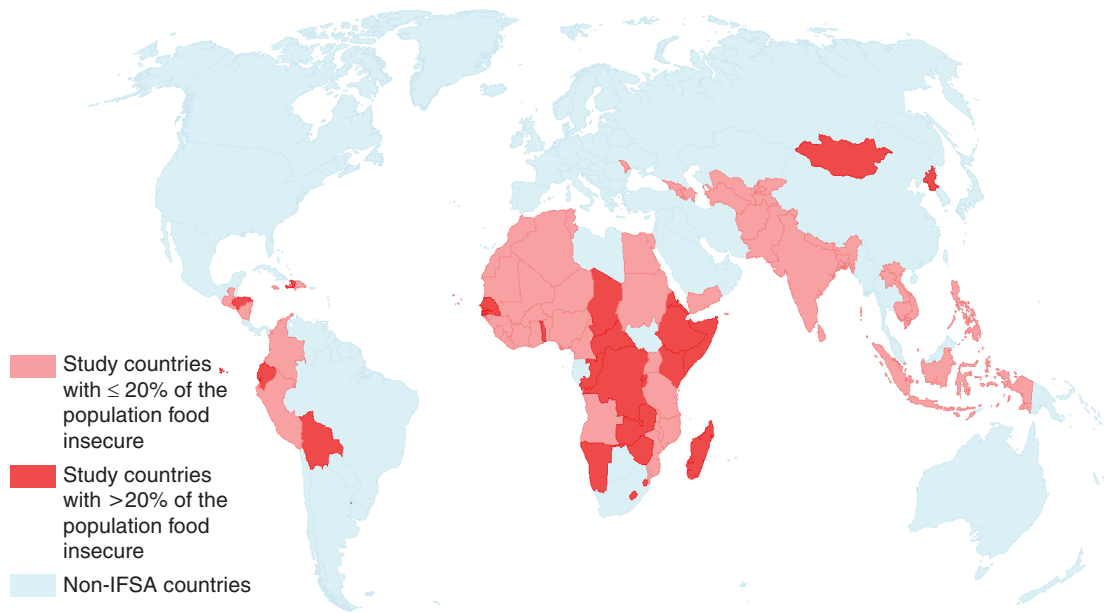 Study countries
with ≤ 20% of the
population food
insecure
Study countries
with >20% of the
population food
insecure
Non-IFSA countries